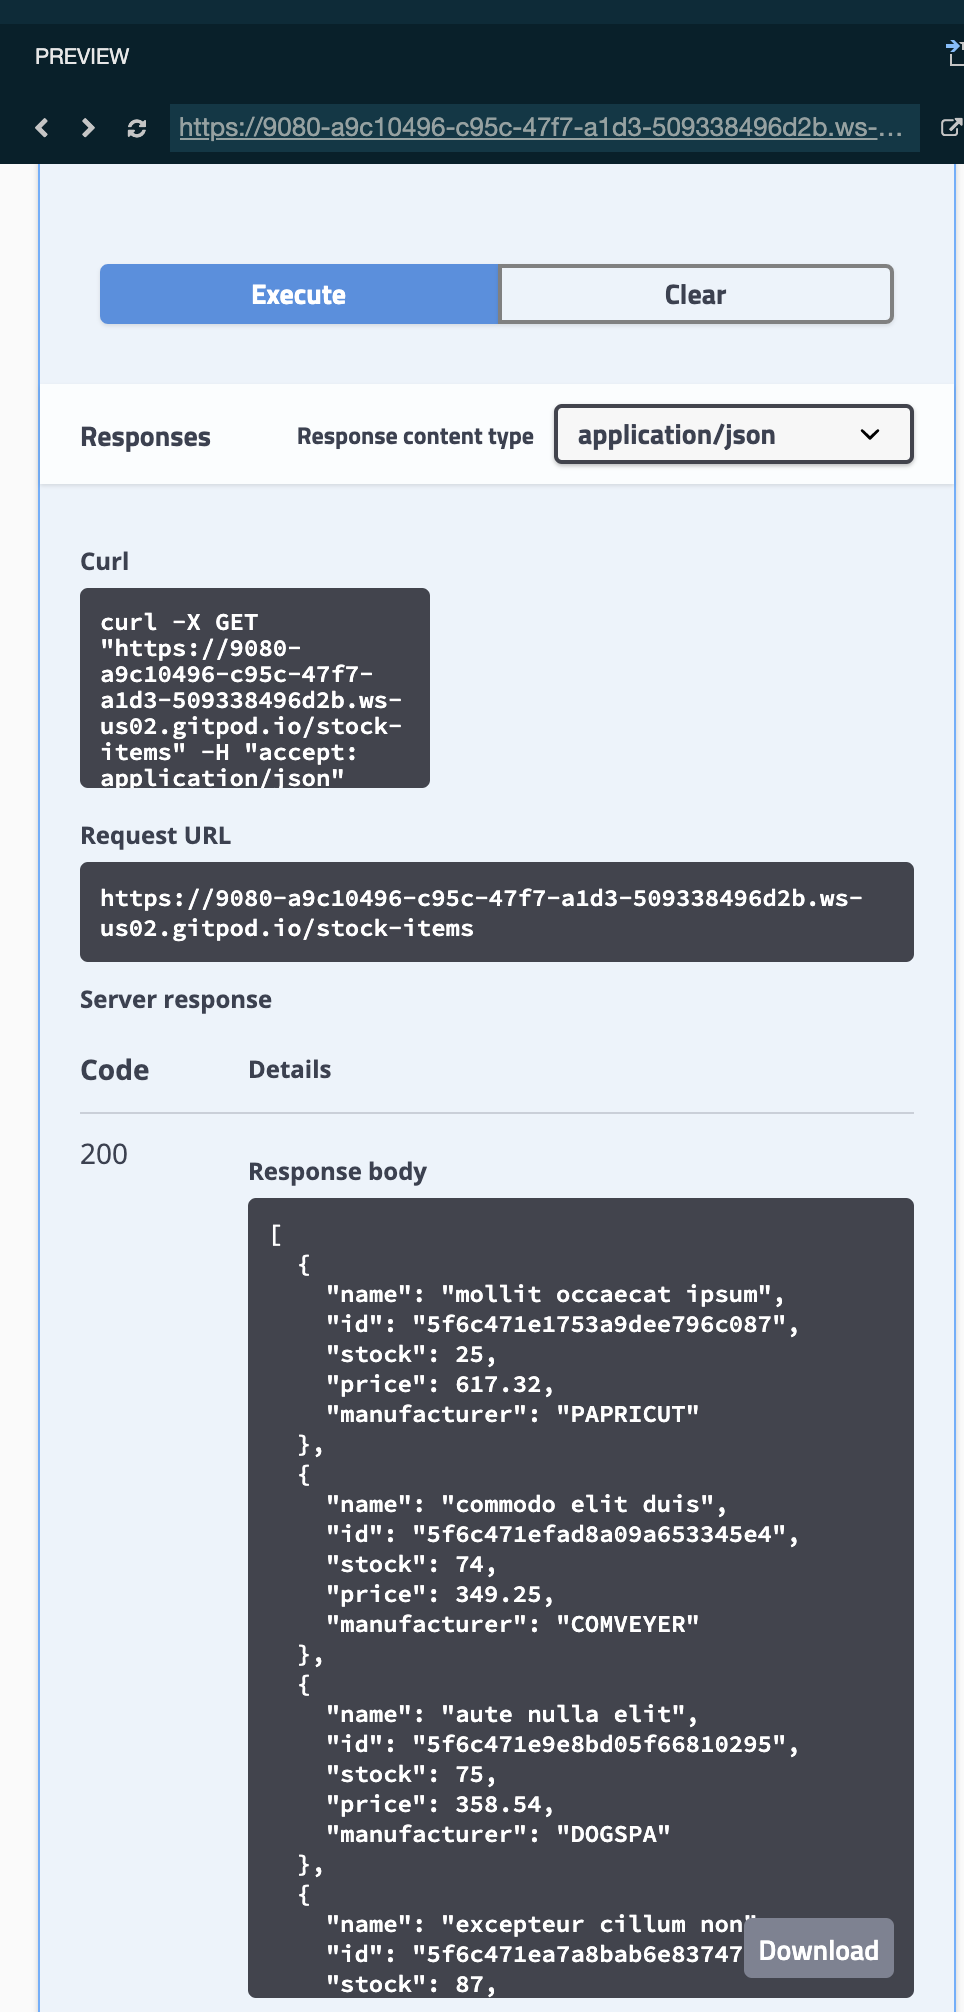 PREVIEW
https://9080-a9c10496-c95c-47f7-a1d3-509338496d2b.ws-...
Execute
Clear
Responses
Response content type
application/json
Curl
curl -X GET
"https://9080-
a9c10496-c95c-47f7-
a1d3-509338496d2b.ws-
us02.gitpod.io/stock-
items" -H "accept:
application/json"
Request URL
https://9080-a9c10496-c95c-47f7-a1d3-509338496d2b.ws-
us02.gitpod.io/stock-items
Server response
Code
Details
200
Response body
[
{
"name": "mollit occaecat ipsum",
"id": "5f6c471e1753a9dee796c087",
"stock": 25,
"price": 617.32,
"manufacturer": "PAPRICUT"
},
{
"name": "commodo elit duis",
"id": "5f6c471efad8a09a653345e4",
"stock": 74,
"price": 349.25,
"manufacturer": "COMVEYER"
},
{
"name": "aute nulla elit",
"id": "5f6c471e9e8bd05f66810295",
"stock": 75,
"price": 358.54,
"manufacturer": "DOGSPA"
},
{
"name": "excepteur cillum non"
"id": "5f6c471ea7a8bab6e83747
"stock": 87,
Download